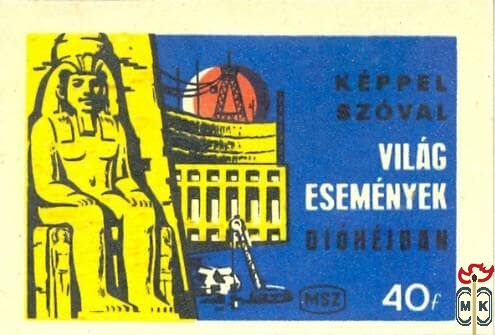 KÉPPEL
SZÓVAL
VILÁG
ESEMÉNYEK
DIÓHÉJBAN
MSZ 40f
MK